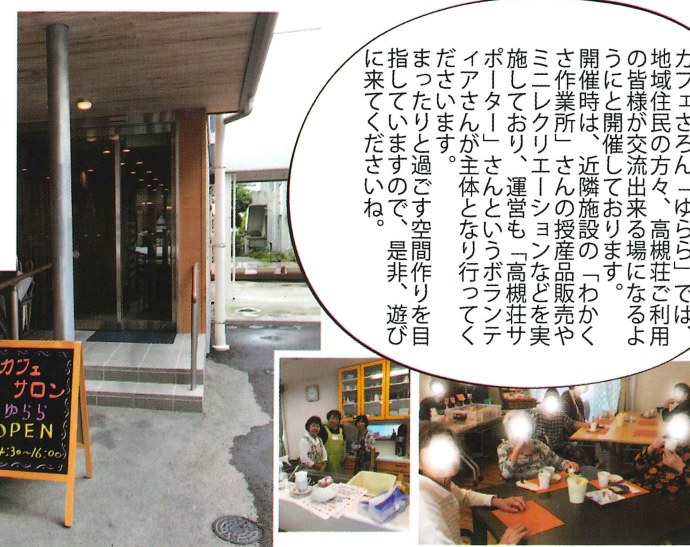 カフェさろん「ゆらら」では
地域住民の方々、高槻荘ご利用
の皆様が交流出来る場になるよ
うにと開催しております。
開催時は、近隣施設の「わかく
さ作業所」さんの授産品販売や
ミニレクリエーションなどを実
施しており、運営も「高槻荘サ
ポーター」さんというボランテ
ィアさんが主体となり行ってく
ださいます。
まったりと過ごす空間作りを目
指していますので、是非、遊び
に来てくださいね。
カフェ
サロン
ゆらら
OPEN
4:30~16:00